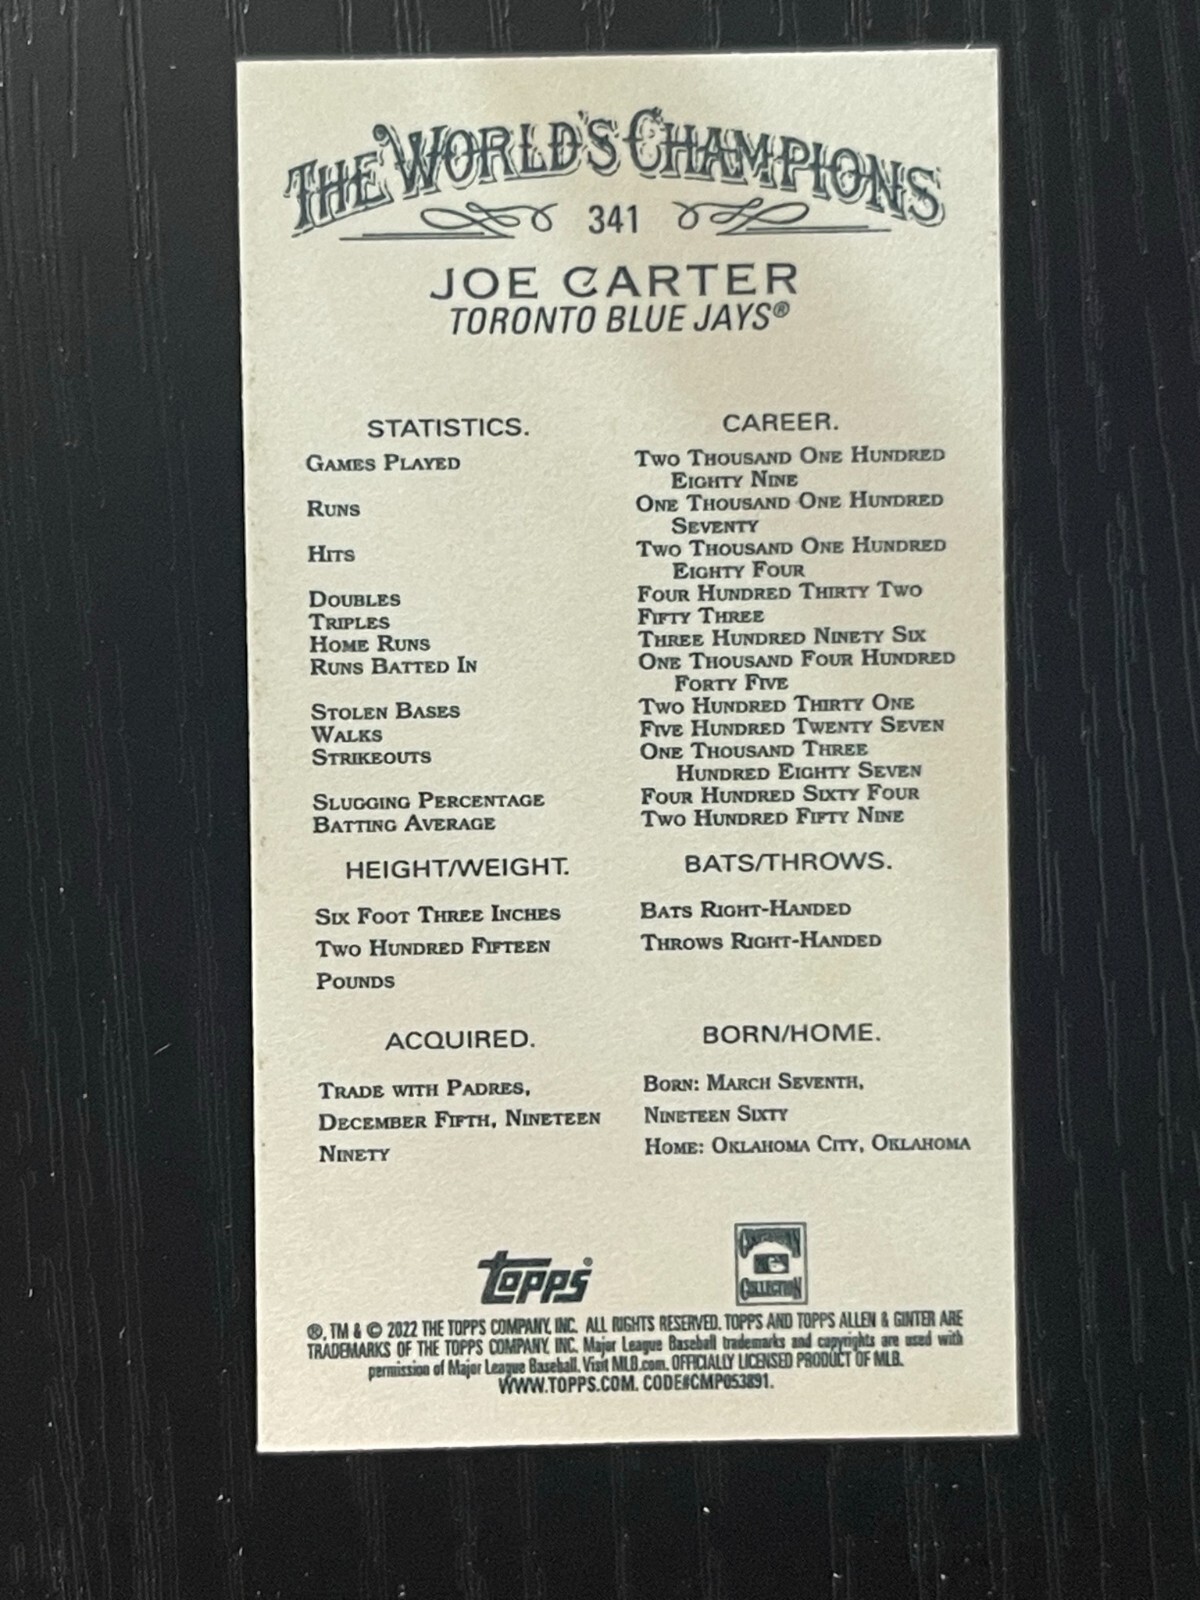 THE WORLD'S CHAMPIONS
341
JOE CARTER
TORONTO BLUE JAYS®
STATISTICS. CAREER.
GAMES PLAYED TWO THOUSAND ONE HUNDRED
EIGHTY NINE
RUNS ONE THOUSAND ONE HUNDRED
SEVENTY
HITS TWO THOUSAND ONE HUNDRED
EIGHTY FOUR
DOUBLES FOUR HUNDRED THIRTY TWO
TRIPLES FIFTY THREE
HOME RUNS THREE HUNDRED NINETY SIX
RUNS BATTED IN ONE THOUSAND FOUR HUNDRED
FORTY FIVE
STOLEN BASES TWO HUNDRED THIRTY ONE
WALKS FIVE HUNDRED TWENTY SEVEN
STRIKEOUTS ONE THOUSAND THREE
HUNDRED EIGHTY SEVEN
SLUGGING PERCENTAGE FOUR HUNDRED SIXTY FOUR
BATTING AVERAGE TWO HUNDRED FIFTY NINE
HEIGHT/WEIGHT. BATS/THROWS.
SIX FOOT THREE INCHES BATS RIGHT-HANDED
TWO HUNDRED FIFTEEN THROWS RIGHT-HANDED
POUNDS
ACQUIRED. BORN/HOME.
TRADE WITH PADRES, BORN: MARCH SEVENTH,
DECEMBER FIFTH, NINETEEN NINETEEN SIXTY
NINETY HOME: OKLAHOMA CITY, OKLAHOMA
topps® COOPERSTOWN
COLLECTION
®, TM & © 2022 THE TOPPS COMPANY, INC. ALL RIGHTS RESERVED. TOPPS AND TOPPS ALLEN & GINTER ARE
TRADEMARKS OF THE TOPPS COMPANY, INC. Major League Baseball trademarks and copyrights are used with
permission of Major League Baseball. Visit MLB.com. OFFICIALLY LICENSED PRODUCT OF MLB.
WWW.TOPPS.COM. CODE#CMP053891.